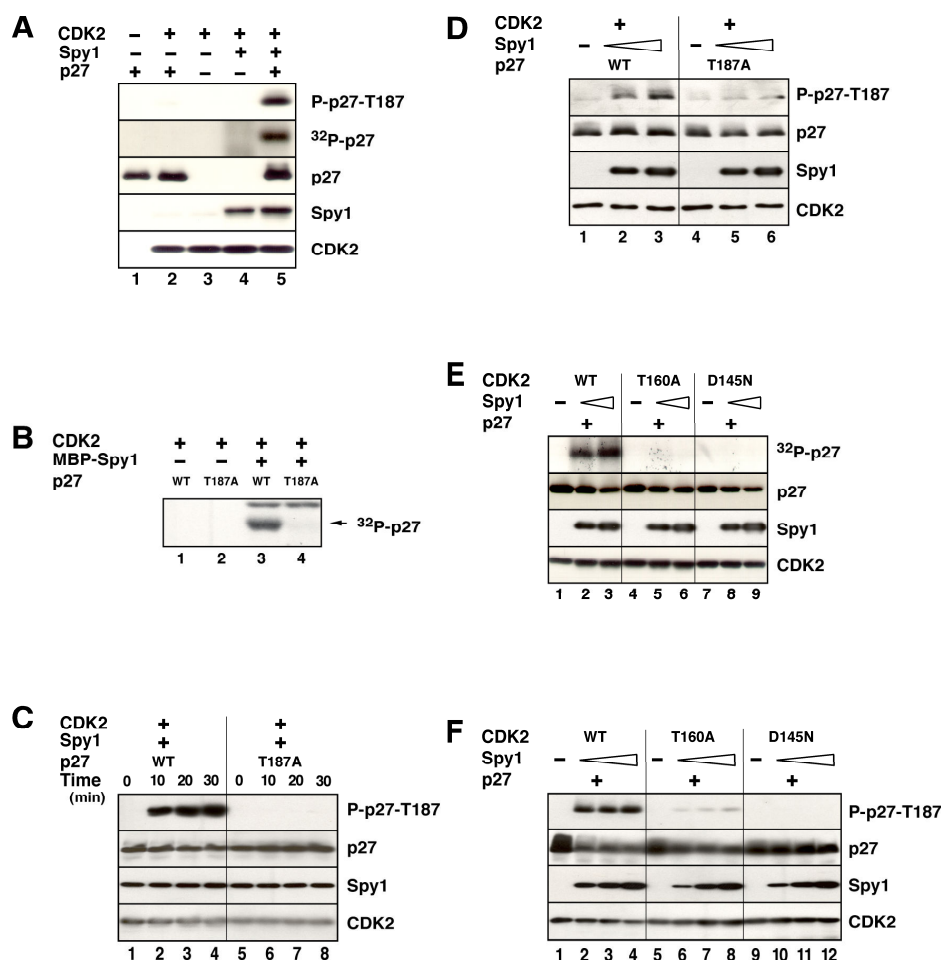 A
CDK2 – + + + +
Spy1 – – – + +
p27 + + – – +
P-p27-T187
32P-p27
p27
Spy1
CDK2
1 2 3 4 5
B
CDK2 + + + +
MBP-Spy1 – – + +
p27 WT T187A WT T187A
32P-p27
1 2 3 4
C
CDK2 + +
Spy1 + +
p27 WT T187A
Time 0 10 20 30 0 10 20 30
(min)
P-p27-T187
p27
Spy1
CDK2
1 2 3 4 5 6 7 8
D
CDK2 + +
Spy1 – –
p27 WT T187A
P-p27-T187
p27
Spy1
CDK2
1 2 3 4 5 6
E
CDK2 WT T160A D145N
Spy1 – – –
p27 + + +
32P-p27
p27
Spy1
CDK2
1 2 3 4 5 6 7 8 9
F
CDK2 WT T160A D145N
Spy1 – – –
p27 + + +
P-p27-T187
p27
Spy1
CDK2
1 2 3 4 5 6 7 8 9 10 11 12